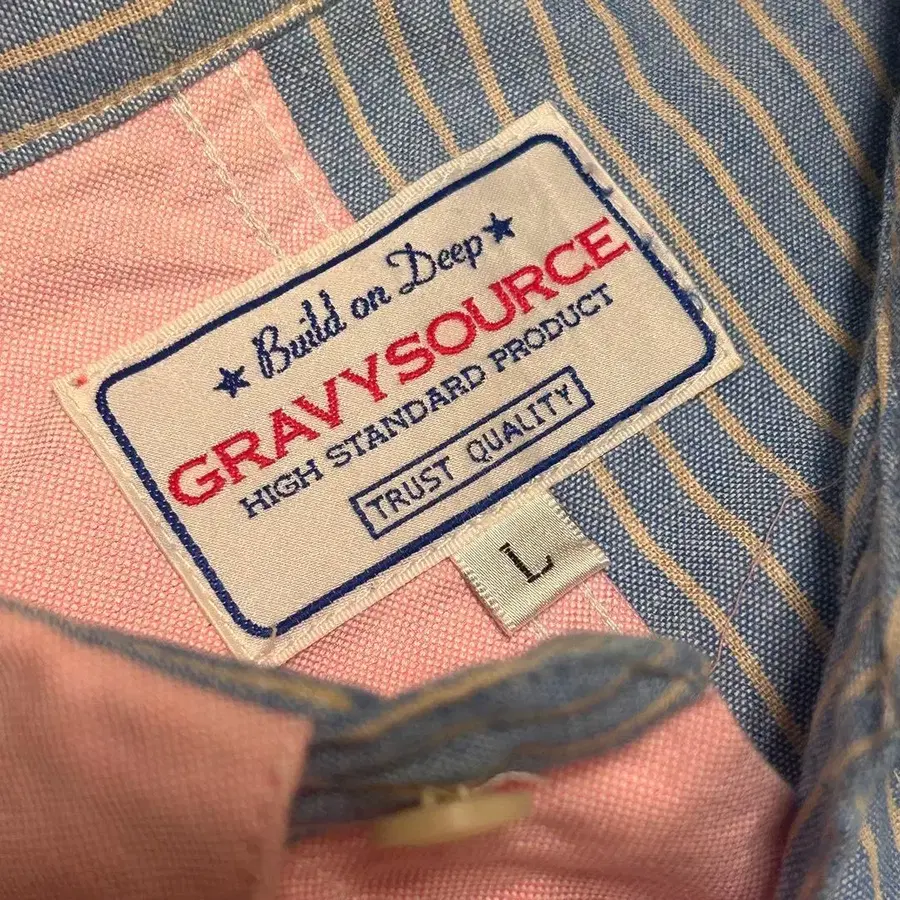 ★Build on Deep★
GRAVYSOURCE
HIGH STANDARD PRODUCT
TRUST QUALITY
L